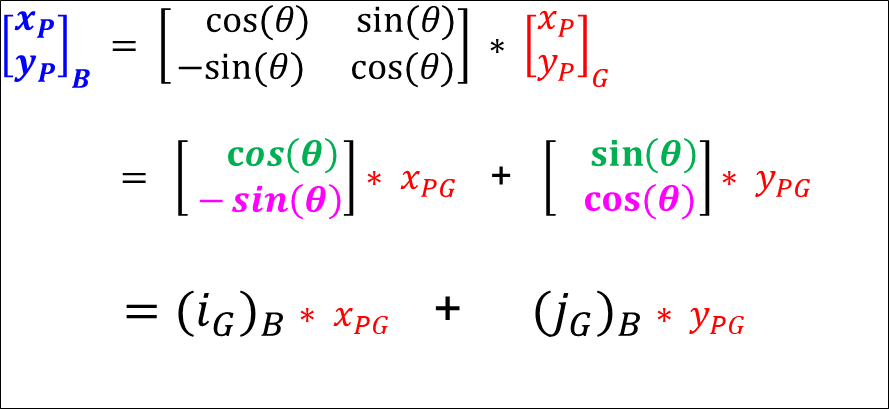 [x_P y_P]_B = [cos(θ) sin(θ) −sin(θ) cos(θ)] * [x_P y_P]_G
= [cos(θ) −sin(θ)] * x_PG + [sin(θ) cos(θ)] * y_PG
= (i_G)_B * x_PG + (j_G)_B * y_PG